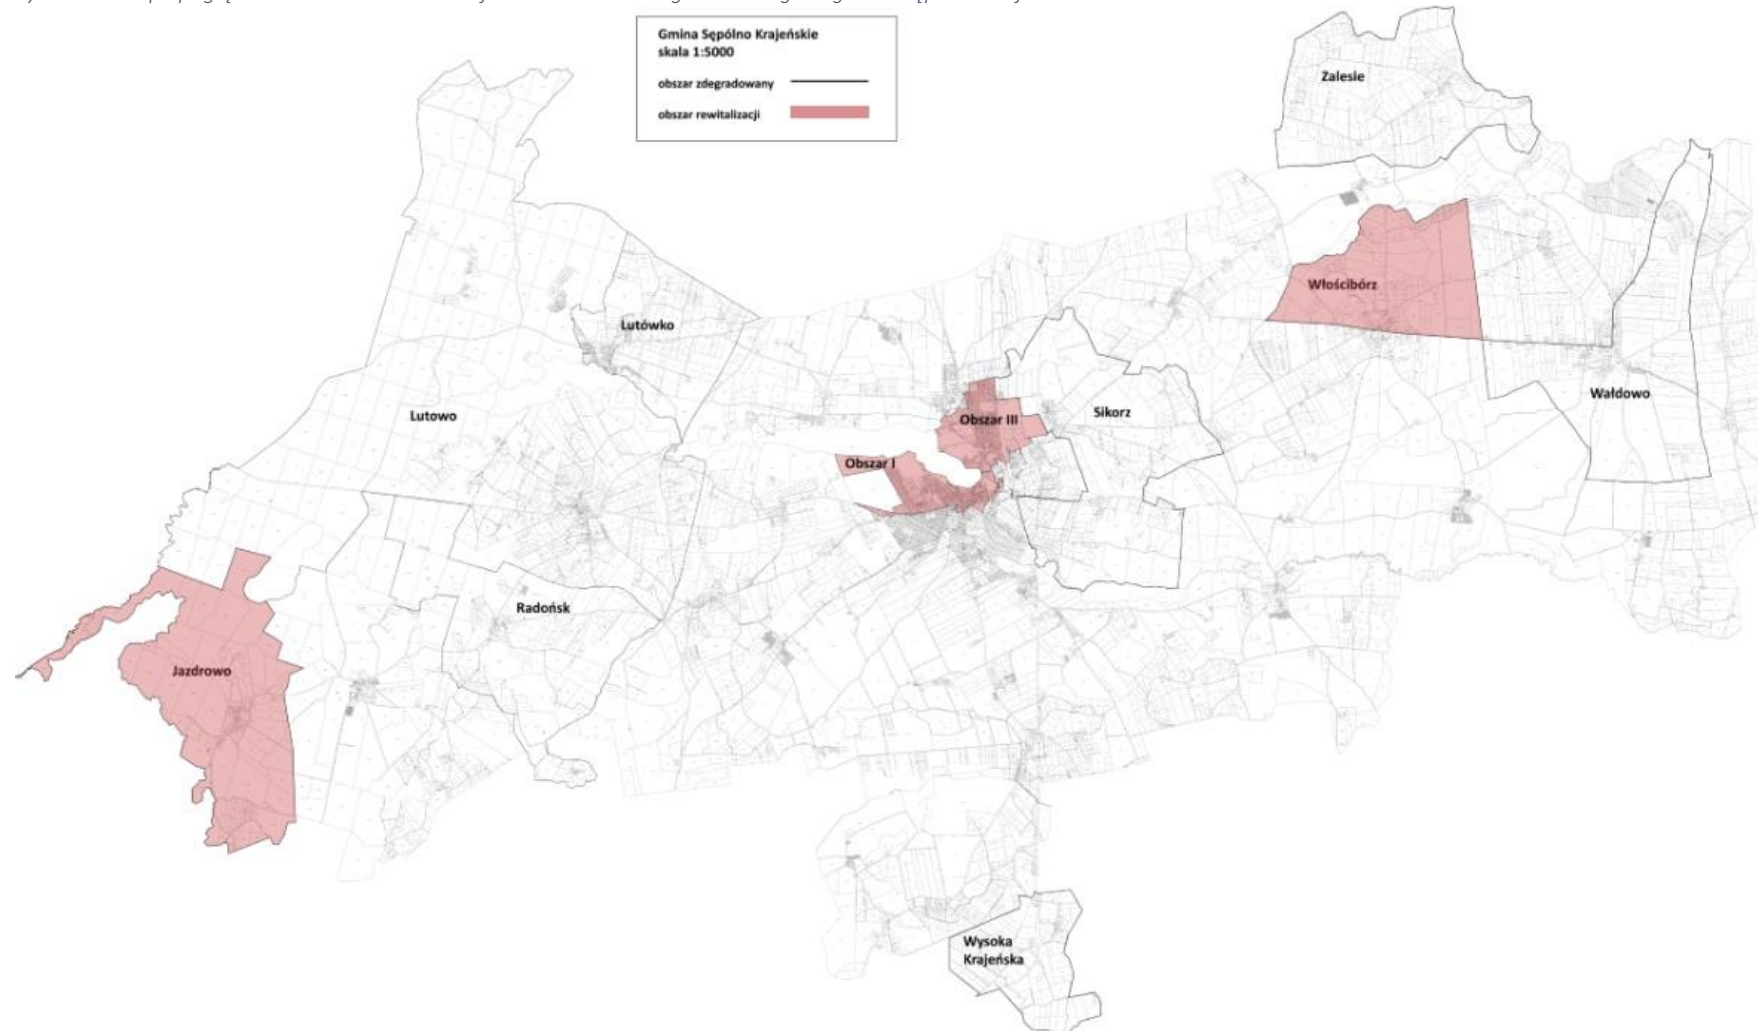 Gmina Sępólno Krajeńskie
skala 1:5000
obszar zdegradowany
obszar rewitalizacji
Zalesie
Włościbórz
Lutówko
Wałdowo
Lutowo
Sikorz
Obszar III
Obszar I
Radońsk
Jazdrowo
Wysoka
Krajeńska